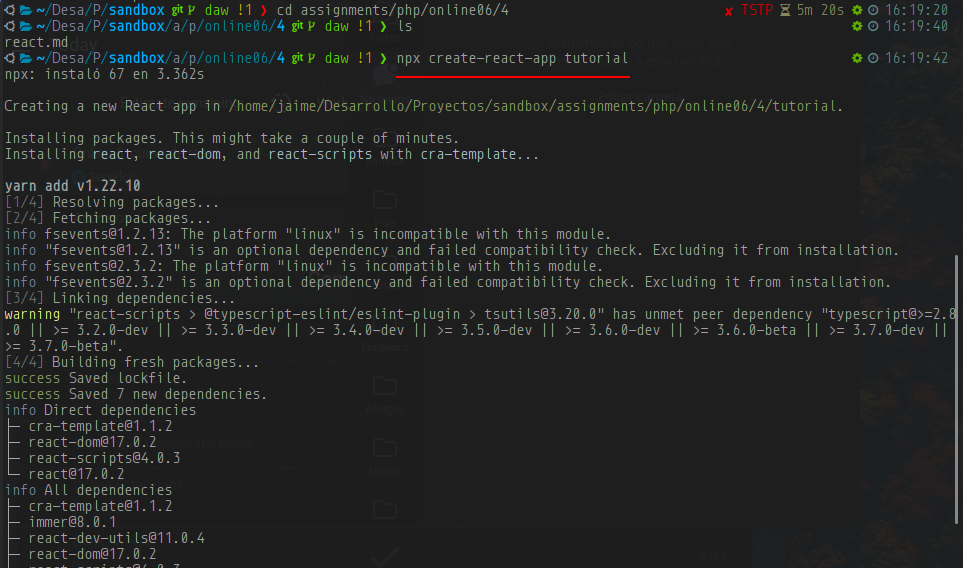 ~/Desa/P/sandbox git daw !1 ❯ cd assignments/php/online06/4 ✘ TSTP 5m 20s 16:19:20
~/Desa/P/sandbox/a/p/online06/4 git daw !1 ❯ ls 16:19:40
react.md
~/Desa/P/sandbox/a/p/online06/4 git daw !1 ❯ npx create-react-app tutorial 16:19:42
npx: instaló 67 en 3.362s
Creating a new React app in /home/jaime/Desarrollo/Proyectos/sandbox/assignments/php/online06/4/tutorial.
Installing packages. This might take a couple of minutes.
Installing react, react-dom, and react-scripts with cra-template...
yarn add v1.22.10
[1/4] Resolving packages...
[2/4] Fetching packages...
info fsevents@1.2.13: The platform "linux" is incompatible with this module.
info "fsevents@1.2.13" is an optional dependency and failed compatibility check. Excluding it from installation.
info fsevents@2.3.2: The platform "linux" is incompatible with this module.
info "fsevents@2.3.2" is an optional dependency and failed compatibility check. Excluding it from installation.
[3/4] Linking dependencies...
warning "react-scripts > @typescript-eslint/eslint-plugin > tsutils@3.20.0" has unmet peer dependency "typescript@>=2.8
.0 || >= 3.2.0-dev || >= 3.3.0-dev || >= 3.4.0-dev || >= 3.5.0-dev || >= 3.6.0-dev || >= 3.6.0-beta || >= 3.7.0-dev ||
>= 3.7.0-beta".
[4/4] Building fresh packages...
success Saved lockfile.
success Saved 7 new dependencies.
info Direct dependencies
├─ cra-template@1.1.2
├─ react-dom@17.0.2
├─ react-scripts@4.0.3
└─ react@17.0.2
info All dependencies
├─ cra-template@1.1.2
├─ immer@8.0.1
├─ react-dev-utils@11.0.4
├─ react-dom@17.0.2
├─ react-scripts@4.0.3